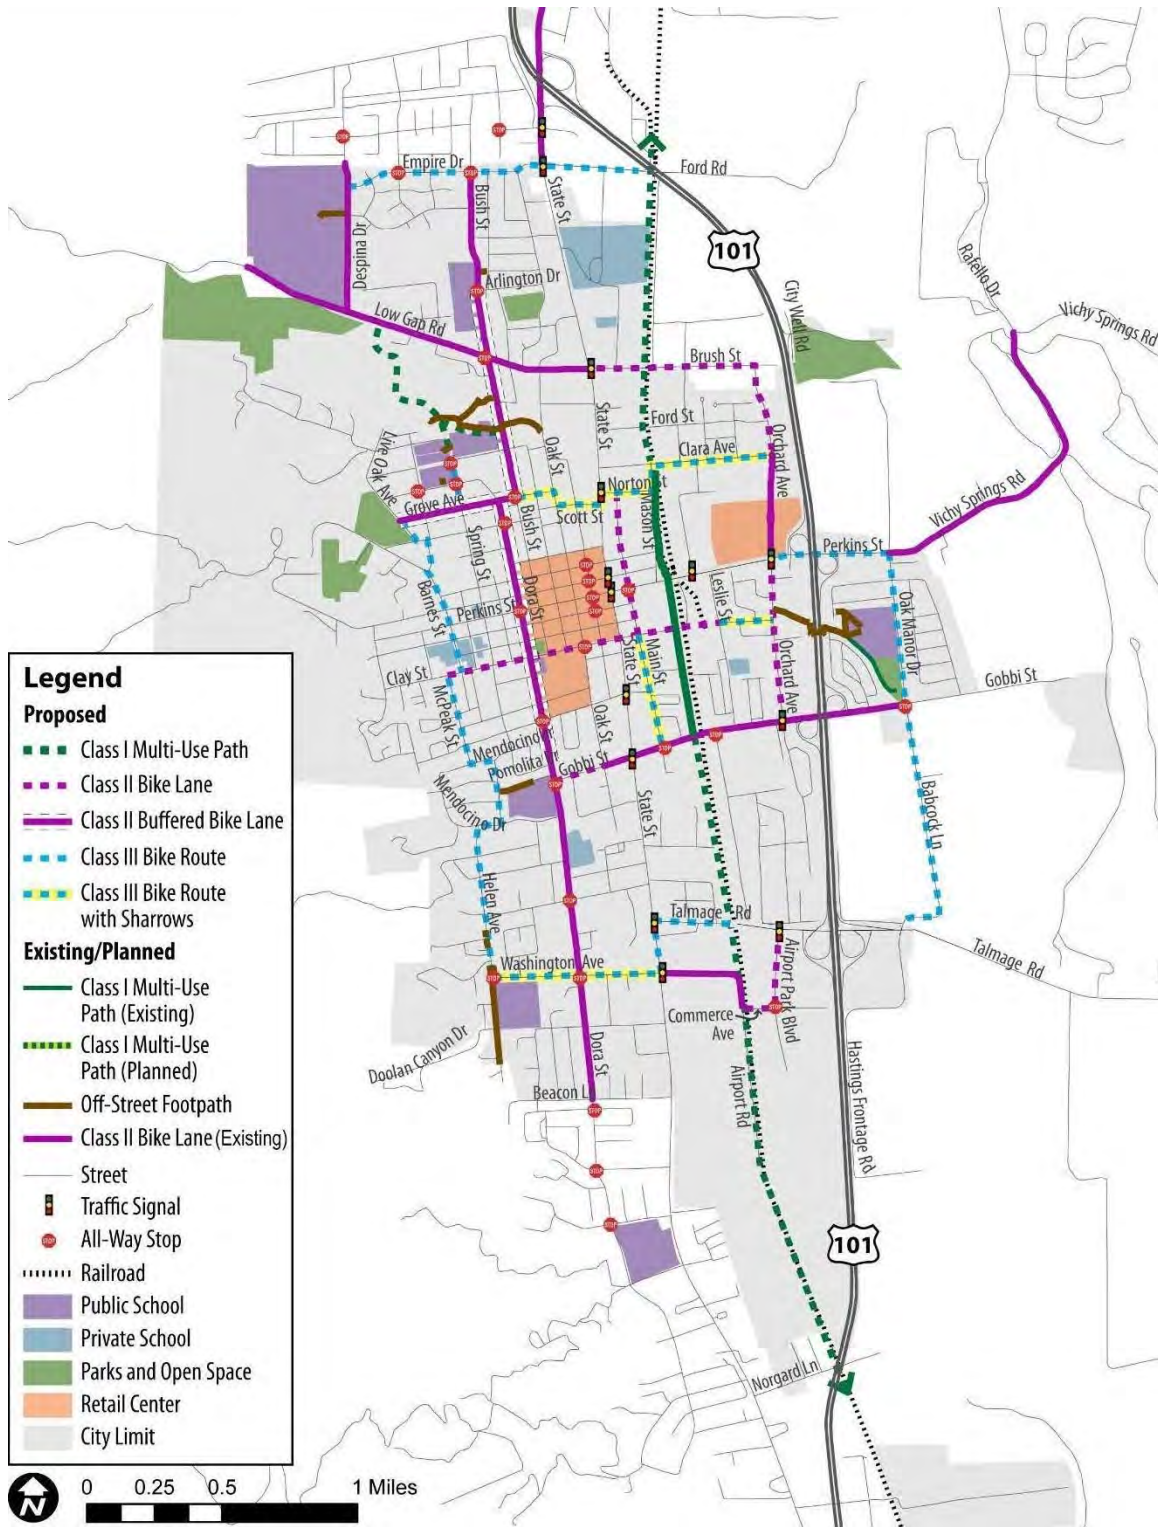 Empire Dr
Ford Rd
Bush St
State St
101
Despina Dr
Arlington Dr
Rafello Dr
City Well Rd
Vichy Springs Rd
Low Gap Rd
Brush St
State St
Ford St
Oak St
Clara Ave
Orchard Ave
Live Oak Ave
Grove Ave
Norton St
Scott St
Mason St
Vichy Springs Rd
Bush St
Spring St
Perkins St
Barnes St
Perkins St
Dora St
Leslie St
Oak Manor Dr
Clay St
State St
Main St
Orchard Ave
Gobbi St
McPeak St
Oak St
Mendocino Dr
Pomolita Dr
Gobbi St
Mendocino Dr
State St
Babcock Ln
Helen Ave
Talmage Rd
Washington Ave
Airport Park Blvd
Talmage Rd
Commerce
Ave
Doolan Canyon Dr
Dora St
Beacon Ln
Airport Rd
Hastings Frontage Rd
101
Norgard Ln
STOP
Legend
Proposed
Class I Multi-Use Path
Class II Bike Lane
Class II Buffered Bike Lane
Class III Bike Route
Class III Bike Route
with Sharrows
Existing/Planned
Class I Multi-Use
Path (Existing)
Class I Multi-Use
Path (Planned)
Off-Street Footpath
Class II Bike Lane (Existing)
Street
Traffic Signal
All-Way Stop
Railroad
Public School
Private School
Parks and Open Space
Retail Center
City Limit
N
0 0.25 0.5 1 Miles